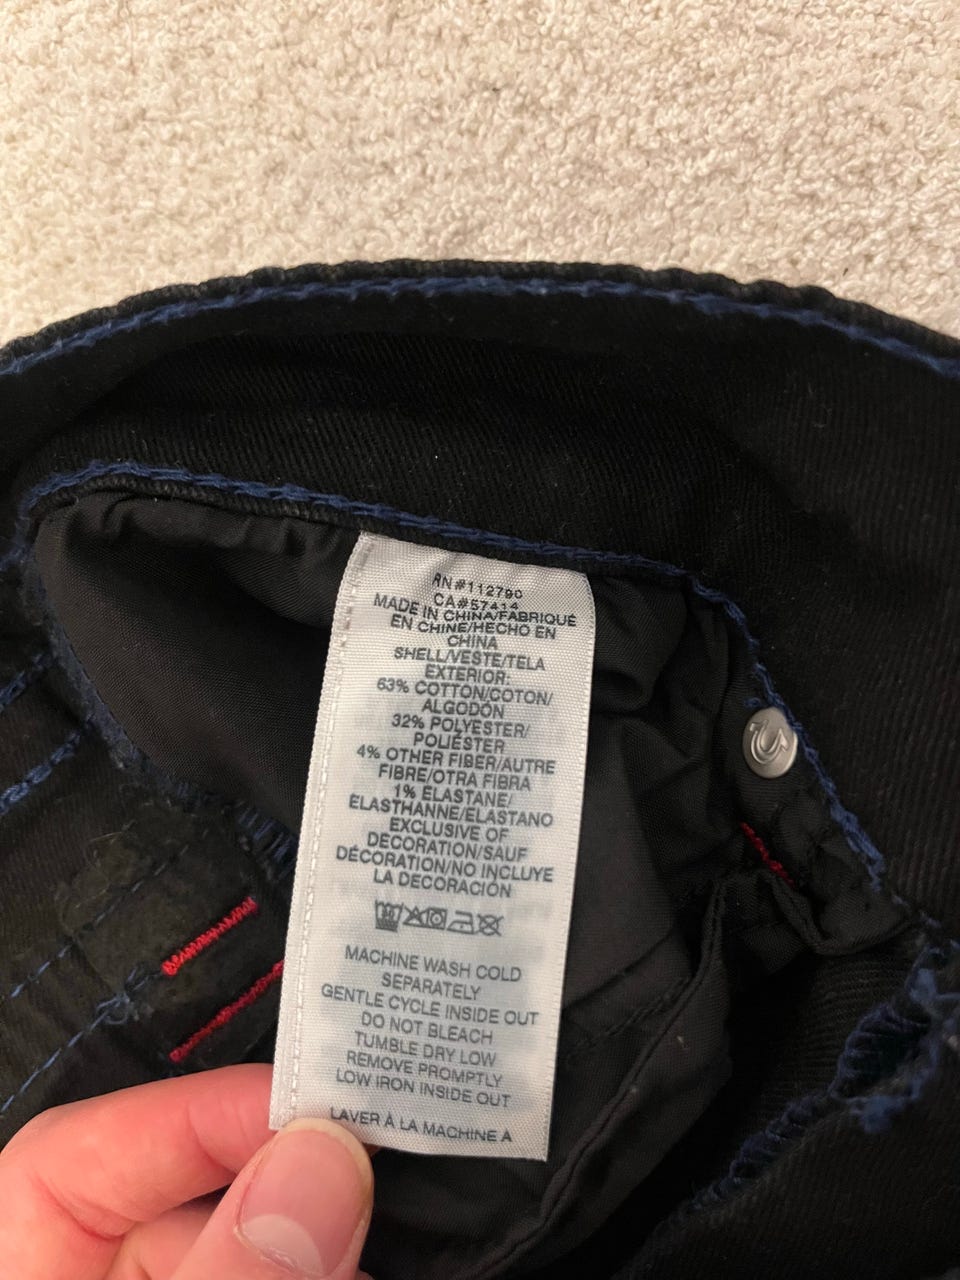 RN#112790
CA#57414
MADE IN CHINA/FABRIQUÉ
EN CHINE/HECHO EN
CHINA
SHELL/VESTE/TELA
EXTERIOR:
63% COTTON/COTON/
ALGODÓN
32% POLYESTER/
POLIÉSTER
4% OTHER FIBER/AUTRE
FIBRE/OTRA FIBRA
1% ELASTANE/
ELASTHANNE/ELASTANO
EXCLUSIVE OF
DECORATION/SAUF
DÉCORATION/NO INCLUYE
LA DECORACIÓN
MACHINE WASH COLD
SEPARATELY
GENTLE CYCLE INSIDE OUT
DO NOT BLEACH
TUMBLE DRY LOW
REMOVE PROMPTLY
LOW IRON INSIDE OUT
LAVER À LA MACHINE A